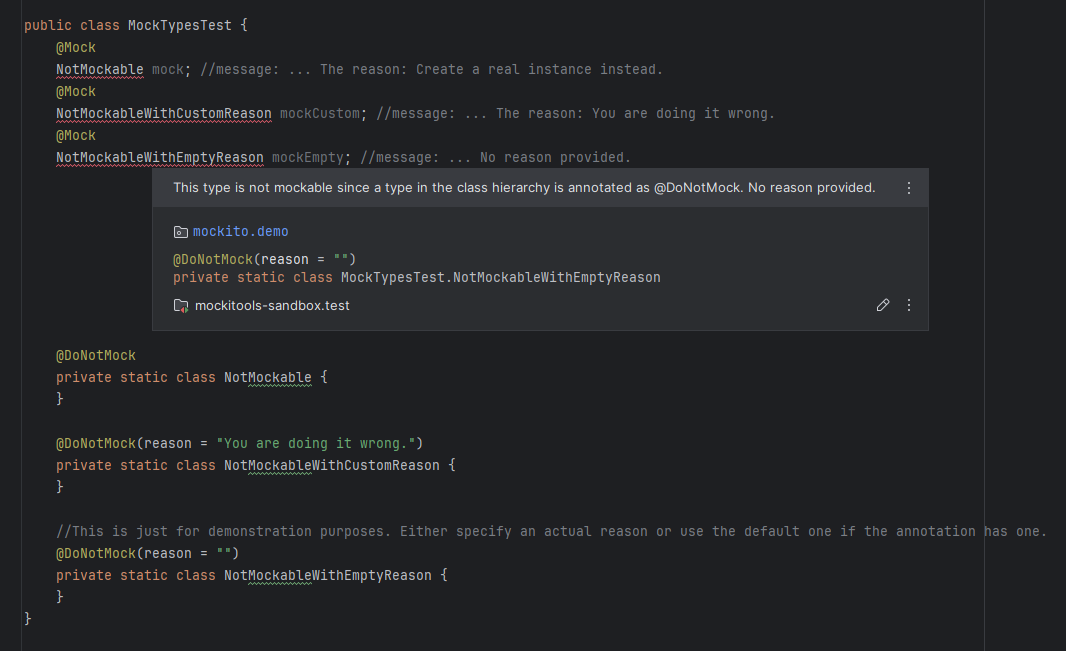 public class MockTypesTest {
@Mock
NotMockable mock; //message: ... The reason: Create a real instance instead.
@Mock
NotMockableWithCustomReason mockCustom; //message: ... The reason: You are doing it wrong.
@Mock
NotMockableWithEmptyReason mockEmpty; //message: ... No reason provided.
This type is not mockable since a type in the class hierarchy is annotated as @DoNotMock. No reason provided.
mockito.demo
@DoNotMock(reason = "")
private static class MockTypesTest.NotMockableWithEmptyReason
mockitools-sandbox.test
@DoNotMock
private static class NotMockable {
}
@DoNotMock(reason = "You are doing it wrong.")
private static class NotMockableWithCustomReason {
}
//This is just for demonstration purposes. Either specify an actual reason or use the default one if the annotation has one.
@DoNotMock(reason = "")
private static class NotMockableWithEmptyReason {
}
}